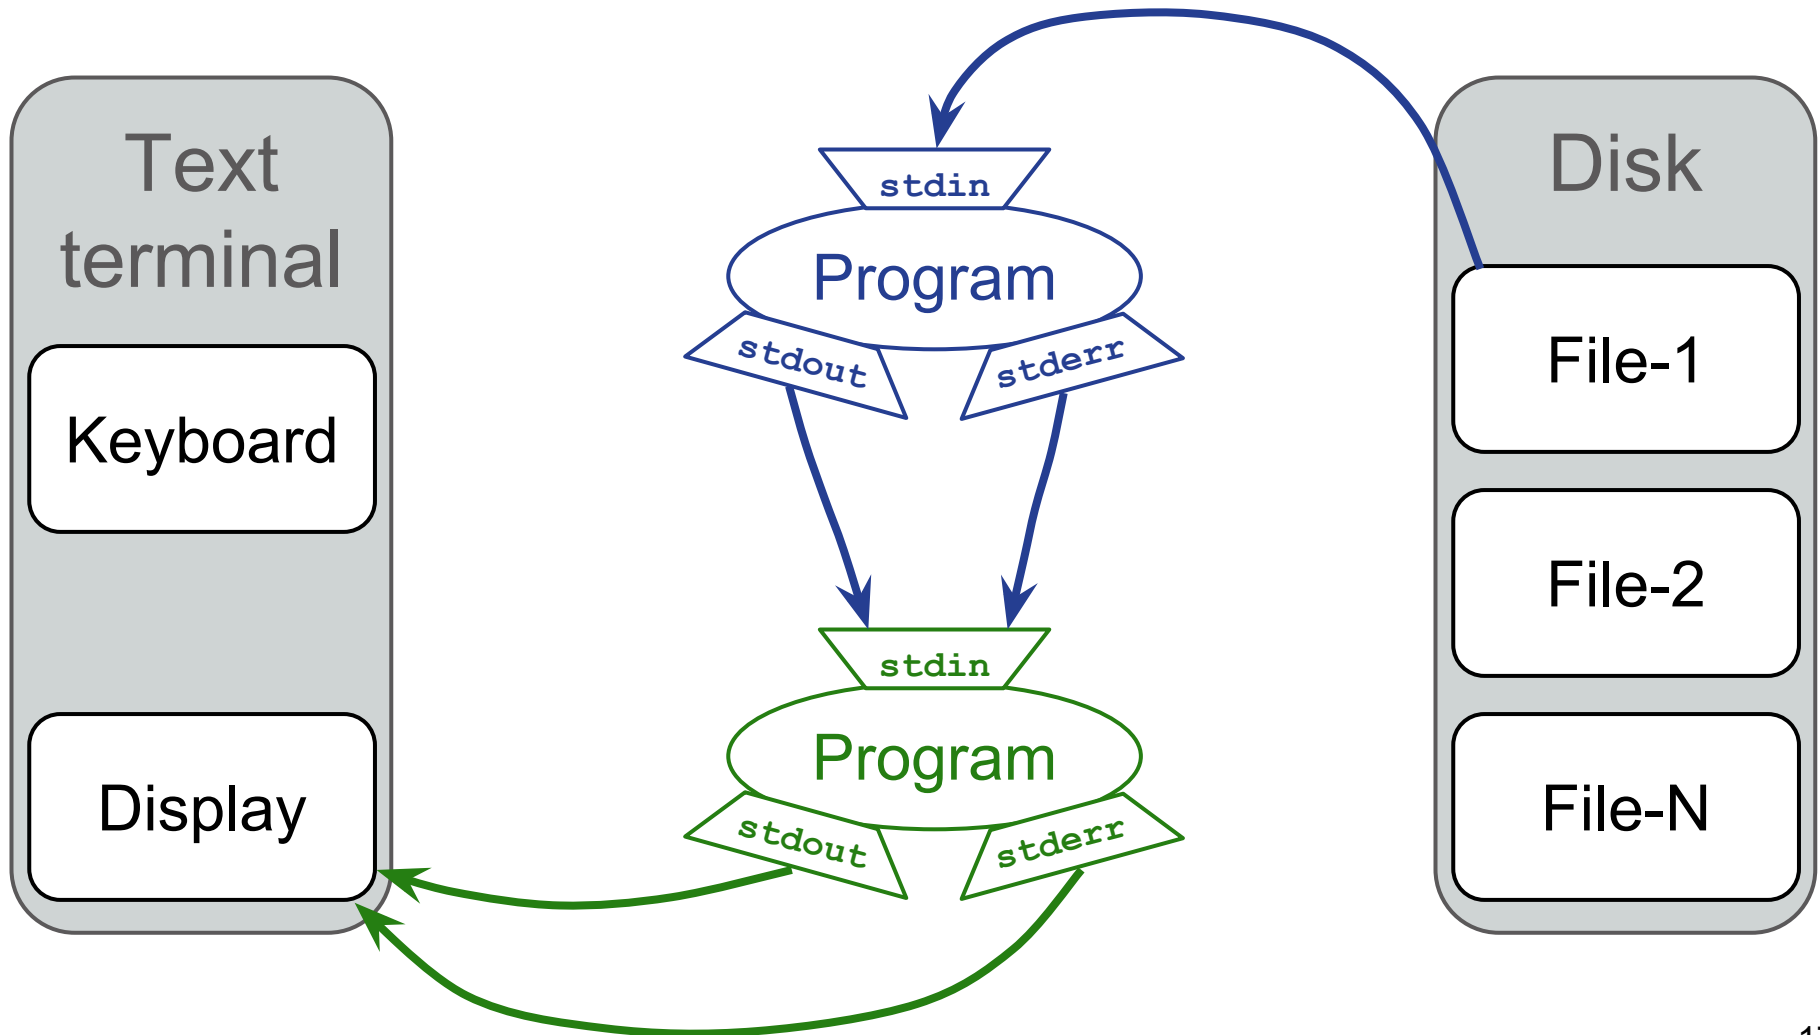 Text
terminal
Keyboard
Display
stdin
Program
stdout
stderr
stdin
Program
stdout
stderr
Disk
File-1
File-2
File-N